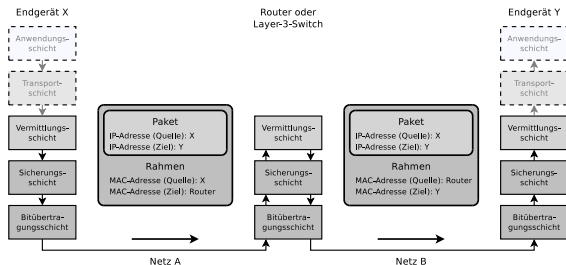 Endgerät X
Router oder
Layer-3-Switch
Endgerät Y
Anwendungs-
schicht
Transport-
schicht
Vermittlungs-
schicht
Sicherungs-
schicht
Bitübertra-
gungsschicht
Paket
IP-Adresse (Quelle): X
IP-Adresse (Ziel): Y
Rahmen
MAC-Adresse (Quelle): X
MAC-Adresse (Ziel): Router
Vermittlungs-
schicht
Sicherungs-
schicht
Bitübertra-
gungsschicht
Paket
IP-Adresse (Quelle): X
IP-Adresse (Ziel): Y
Rahmen
MAC-Adresse (Quelle): Router
MAC-Adresse (Ziel): Y
Anwendungs-
schicht
Transport-
schicht
Vermittlungs-
schicht
Sicherungs-
schicht
Bitübertra-
gungsschicht
Netz A
Netz B